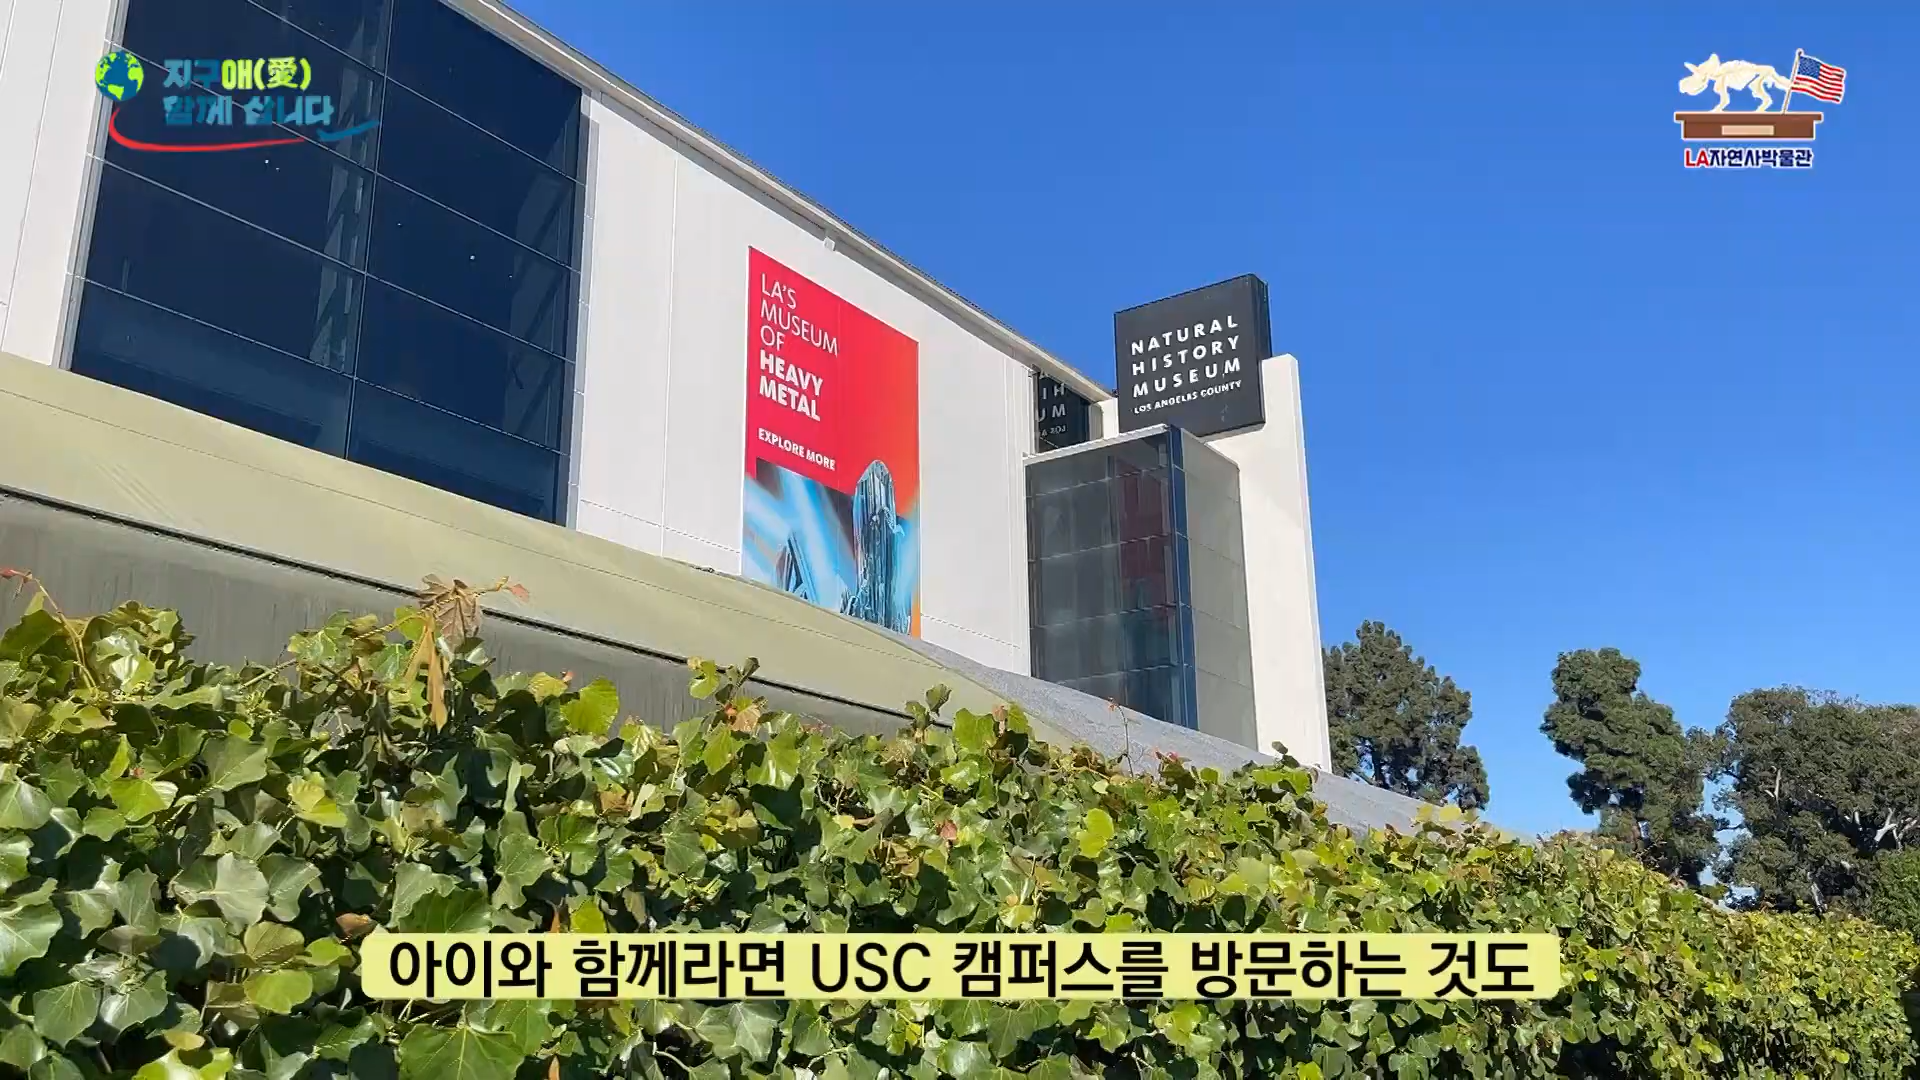 지구애(愛)
함께 삽니다
LA자연사박물관
LA'S
MUSEUM
OF
HEAVY
METAL
EXPLORE MORE
NATURAL
HISTORY
MUSEUM
LOS ANGELES COUNTY
아이와 함께라면 USC 캠퍼스를 방문하는 것도